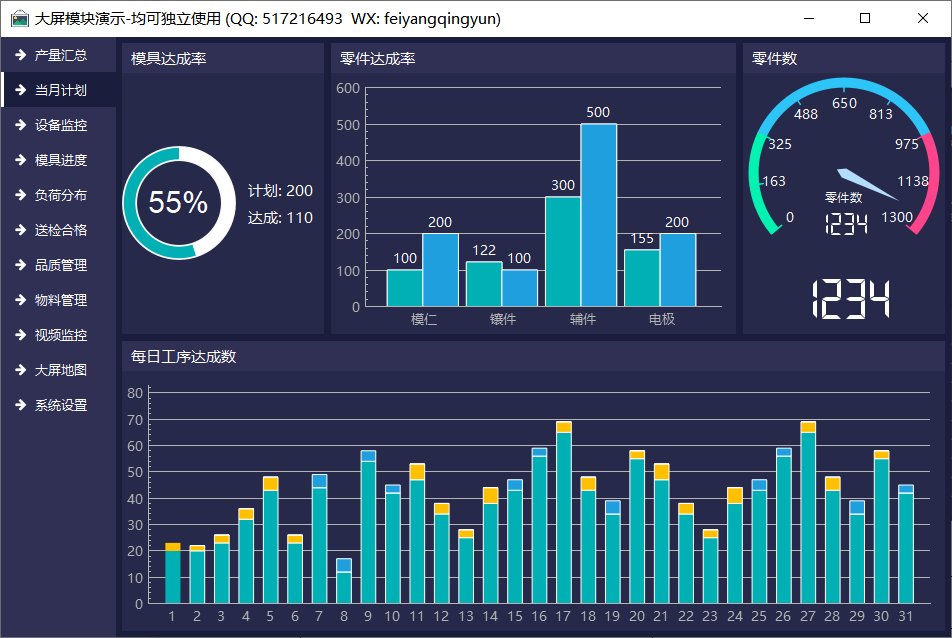 大屏模块演示-均可独立使用 (QQ: 517216493  WX: feiyangqingyun)
产量汇总
当月计划
设备监控
模具进度
负荷分布
送检合格
品质管理
物料管理
视频监控
大屏地图
系统设置
模具达成率
55%
计划: 200
达成: 110
零件达成率
600
500
400
300
200
100
0
100
200
122
100
300
500
155
200
模仁
镶件
辅件
电极
零件数
0
163
325
488
650
813
975
1138
1300
零件数
1234
1234
每日工序达成数
80
70
60
50
40
30
20
10
0
1 2 3 4 5 6 7 8 9 10 11 12 13 14 15 16 17 18 19 20 21 22 23 24 25 26 27 28 29 30 31